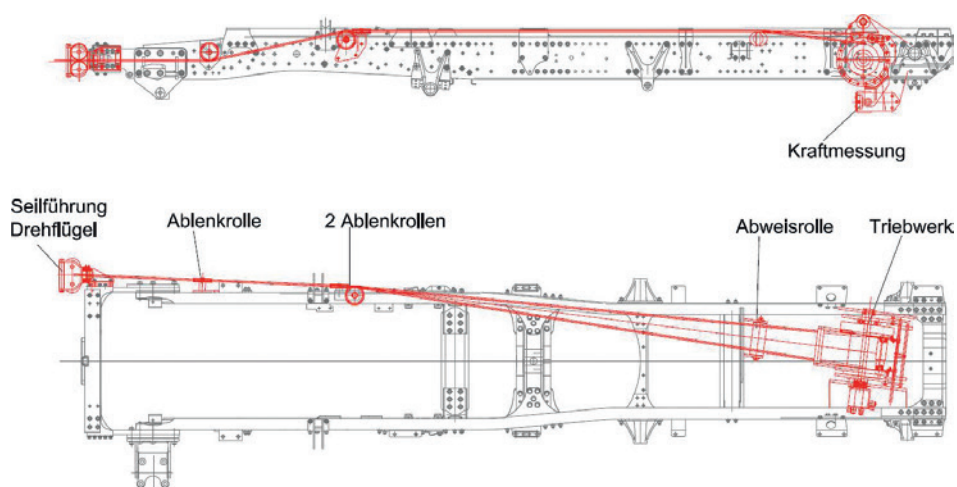 Kraftmessung
Seilführung
Drehflügel
Ablenkrolle
2 Ablenkrollen
Abweisrolle
Triebwerk